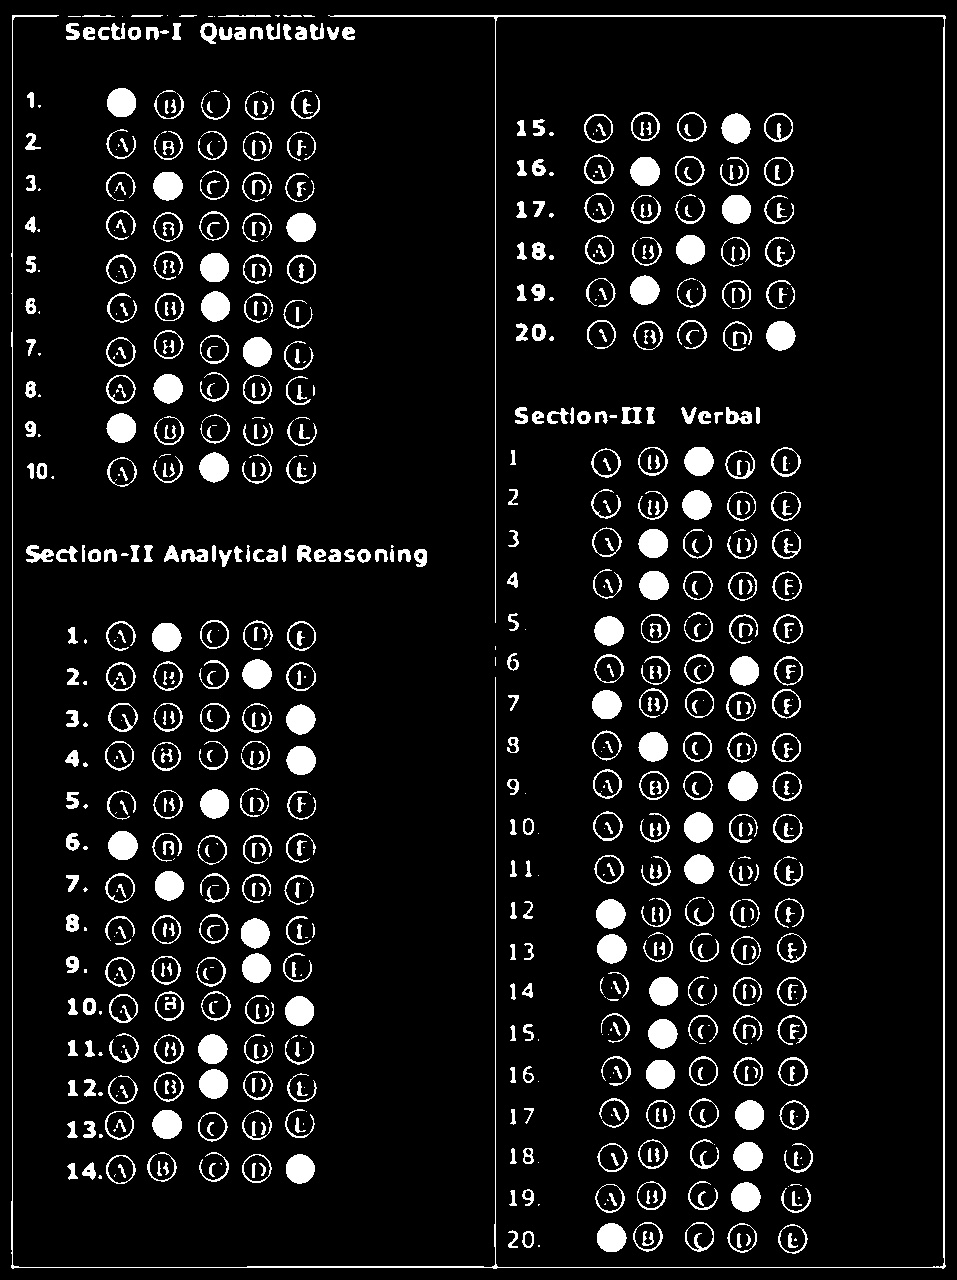 Section-I Quantitative
1. B C D E
2. A B C D E
3. A C D E
4. A B C D
5. A B D E
6. A B D E
7. A B C E
8. A C D E
9. B C D E
10. A B D E
Section-II Analytical Reasoning
1. A C D E
2. A B C E
3. A B C D
4. A B C D
5. A B D E
6. B C D E
7. A C D E
8. A B C E
9. A B C E
10. A B C D
11. A B D E
12. A B D E
13. A C D E
14. A B C D
15. A B C E
16. A C D E
17. A B C E
18. A B D E
19. A C D E
20. A B C D
Section-III Verbal
1 A B D E
2 A B D E
3 A C D E
4 A C D E
5. B C D E
6 A B C E
7 B C D E
8 A C D E
9. A B C E
10. A B D E
11. A B D E
12 B C D E
13 B C D E
14 A C D E
15. A C D E
16. A C D E
17 A B C E
18. A B C E
19. A B C E
20. B C D E